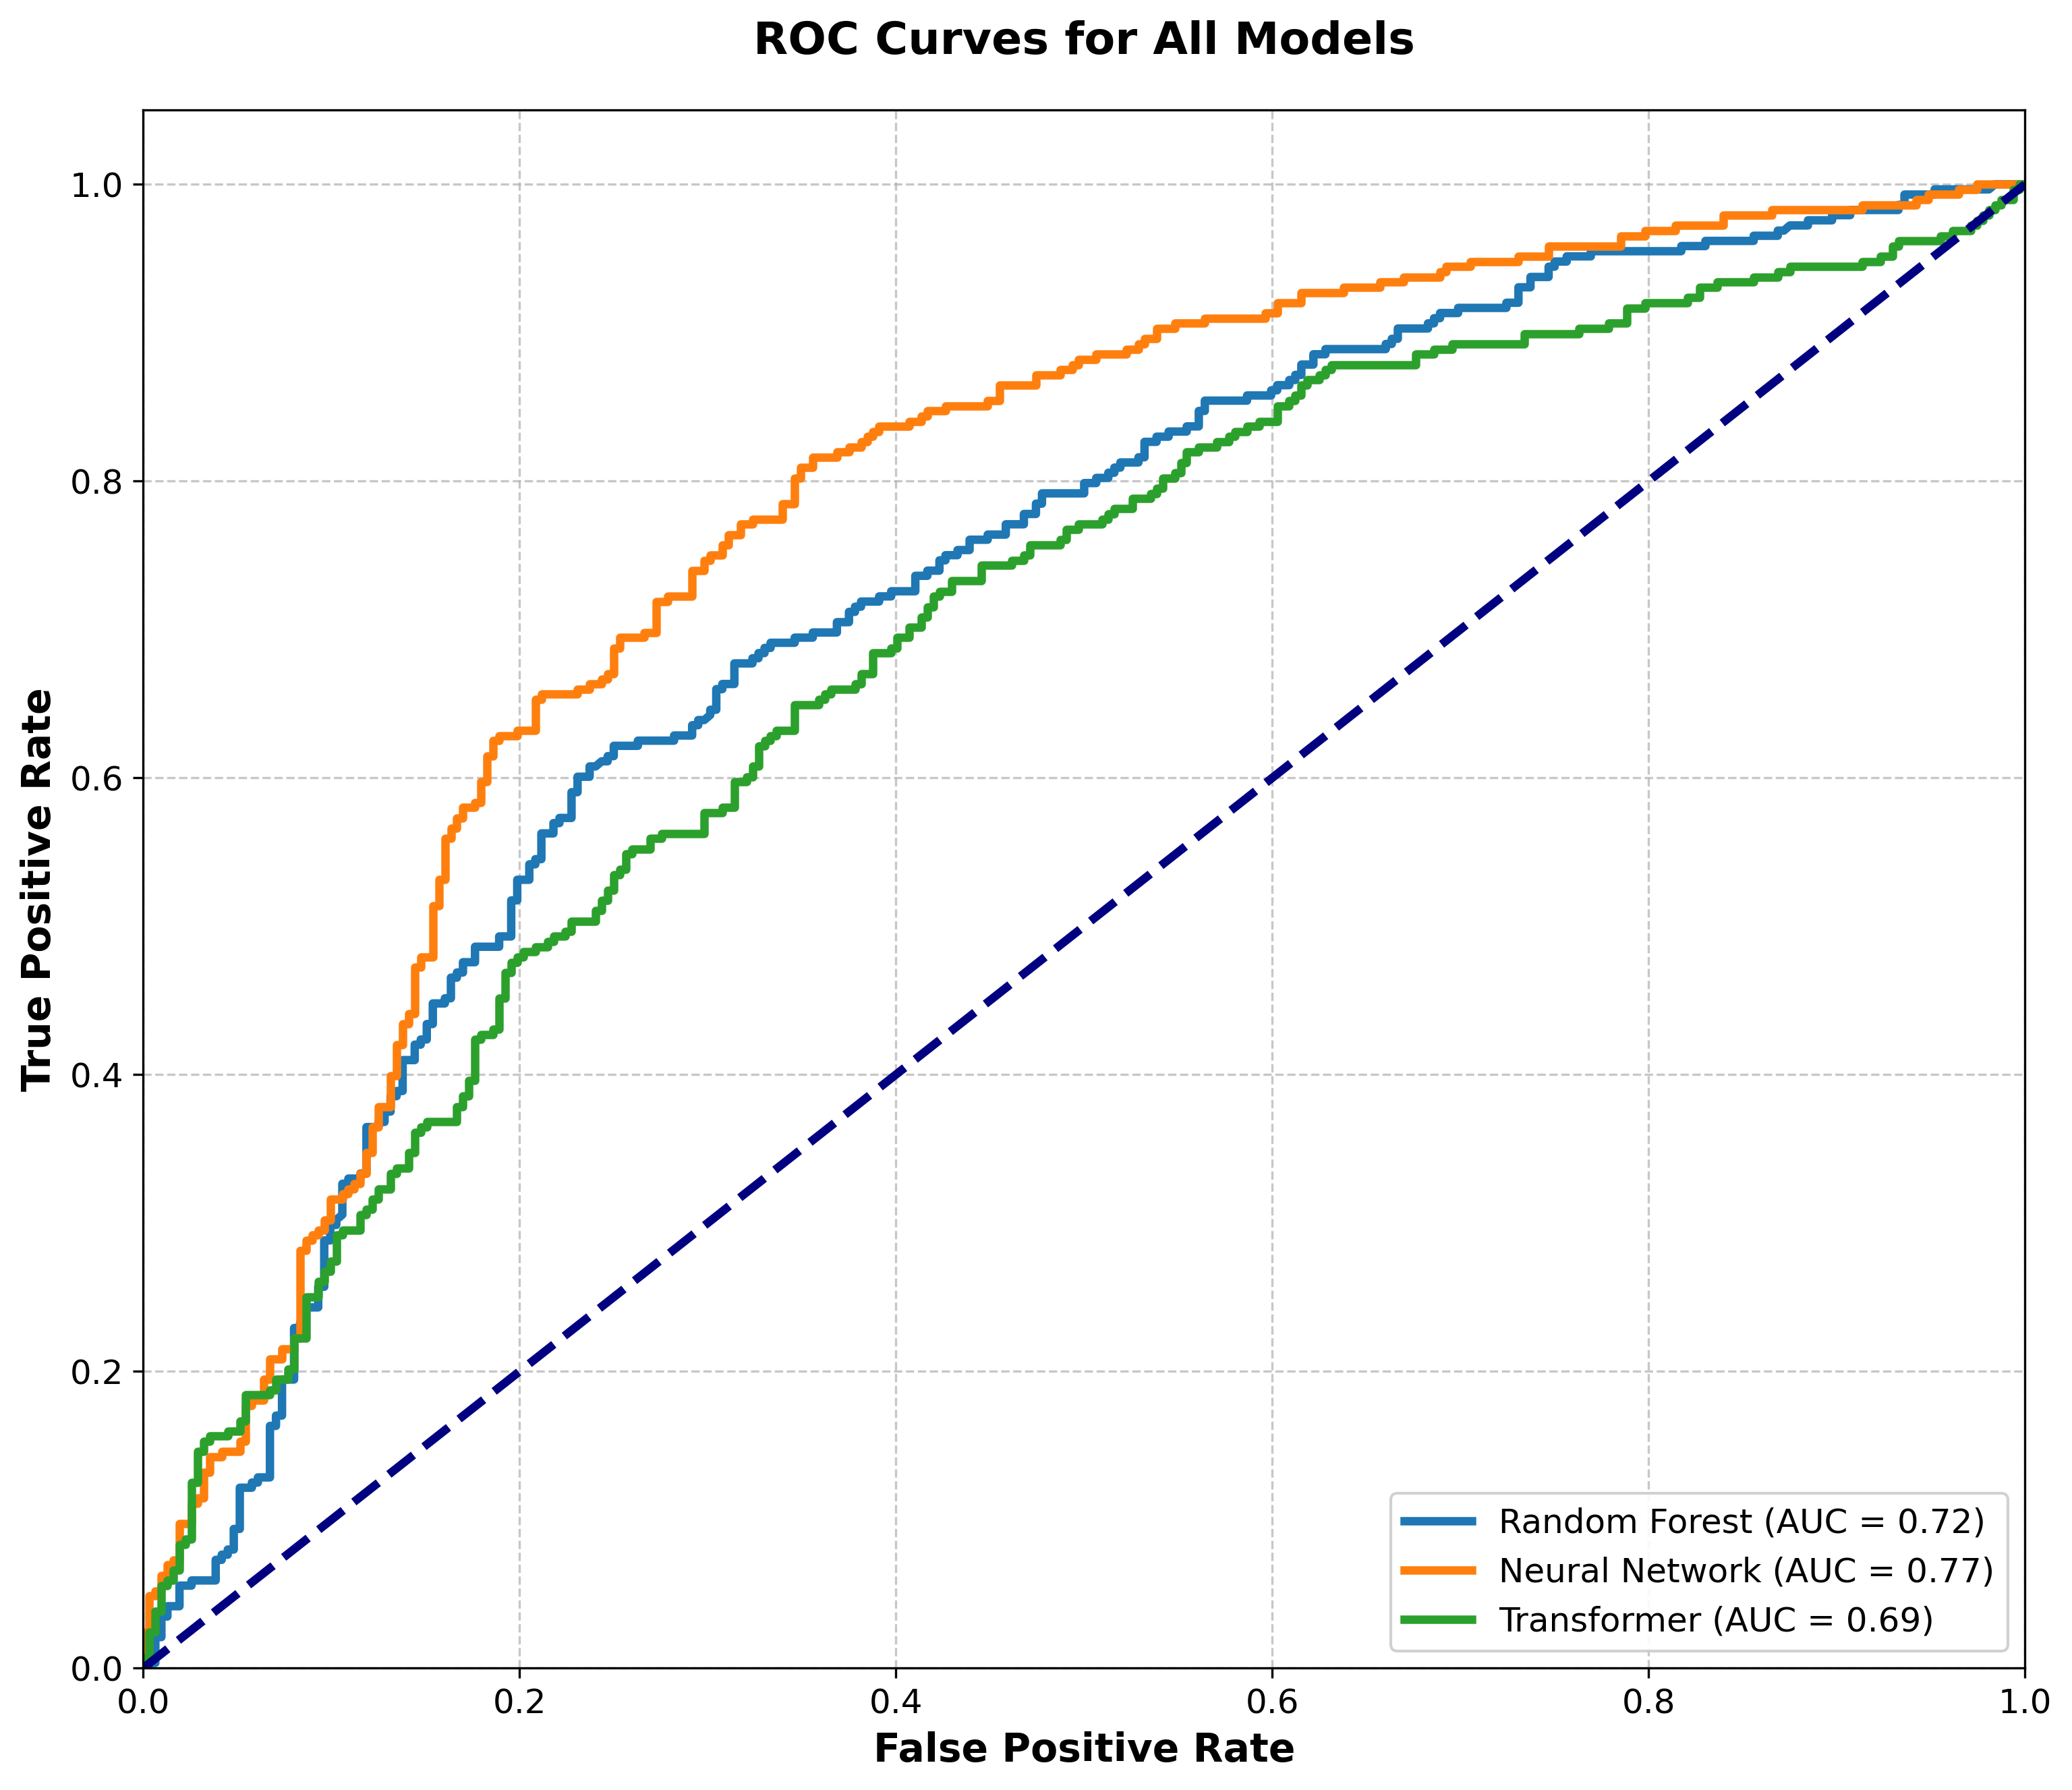 ROC Curves for All Models
True Positive Rate
1.0
0.8
0.6
0.4
0.2
0.0
0.0 0.2 0.4 0.6 0.8 1.0
False Positive Rate
Random Forest (AUC = 0.72)
Neural Network (AUC = 0.77)
Transformer (AUC = 0.69)